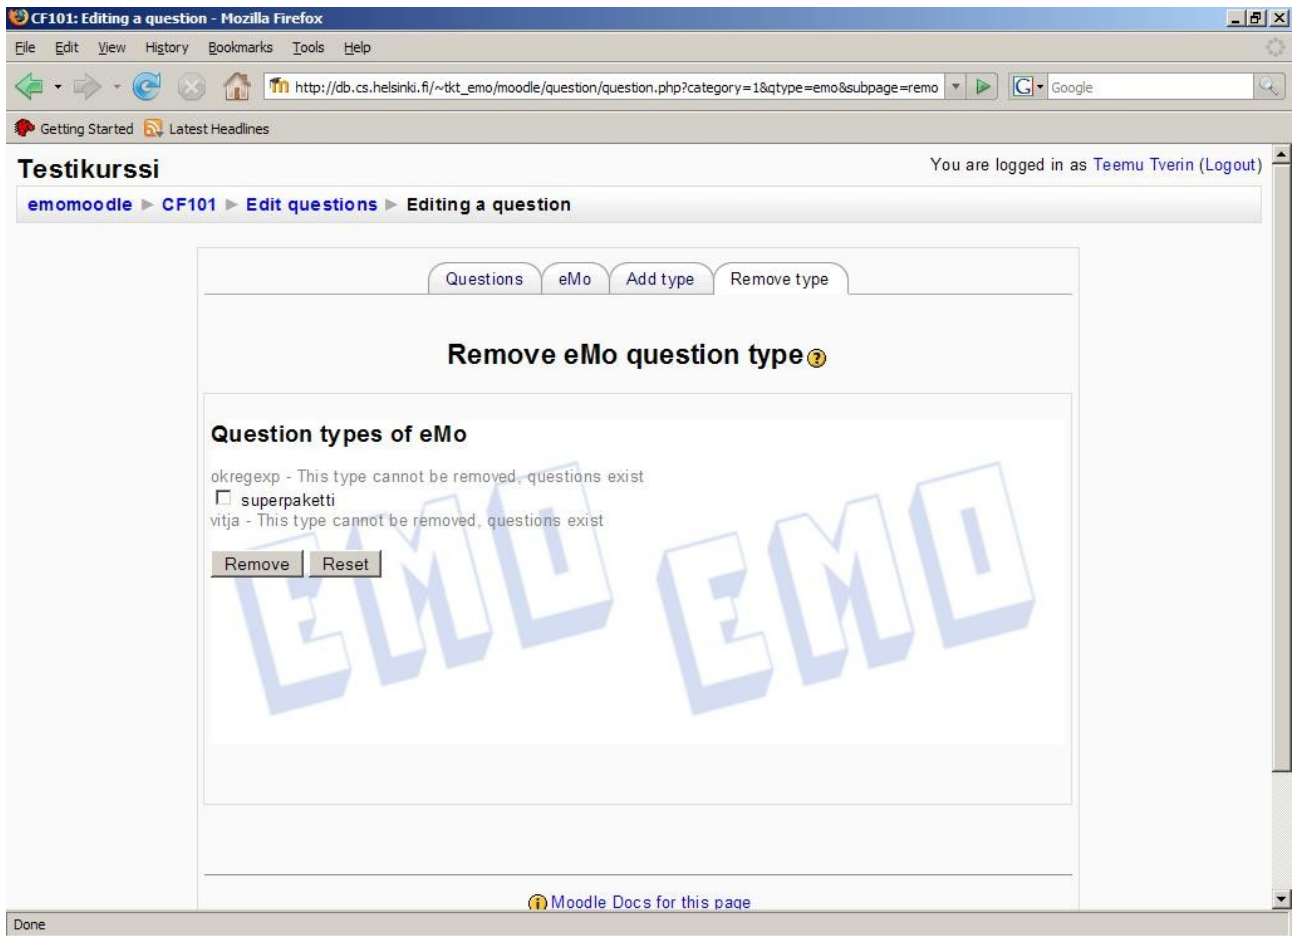 CF101: Editing a question - Mozilla Firefox
File Edit View History Bookmarks Tools Help
http://db.cs.helsinki.fi/~tkt_emo/moodle/question/question.php?category=1&qtype=emo&subpage=remo G Google
Getting Started Latest Headlines
Testikurssi You are logged in as Teemu Tverin (Logout)
emomoodle ► CF101 ► Edit questions ► Editing a question
Questions eMo Add type Remove type
Remove eMo question type ?
Question types of eMo
okregexp - This type cannot be removed, questions exist
superpaketti
vitja - This type cannot be removed, questions exist
Remove Reset
EMO EMO
Moodle Docs for this page
Done